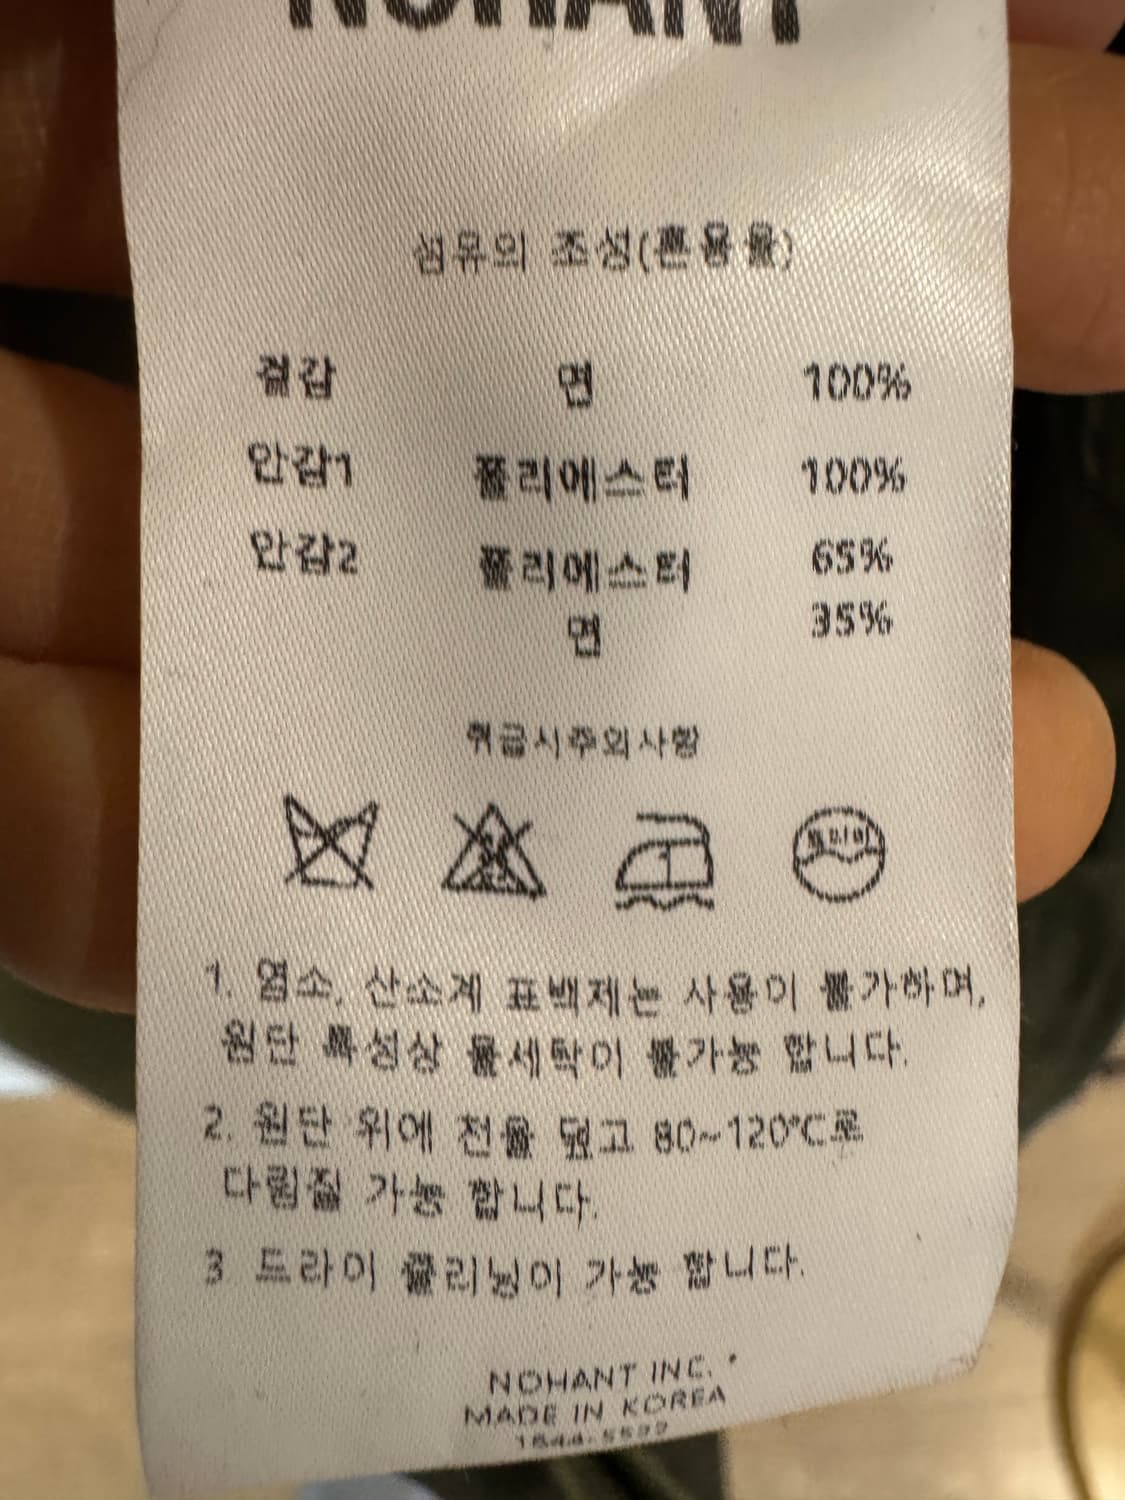 NOHANT
섬유의 조성(혼용율)
겉감 면 100%
안감1 폴리에스터 100%
안감2 폴리에스터 65%
면 35%
취급시주의사항
드라이
1. 염소, 산소계 표백제는 사용이 불가하며,
원단 특성상 물세탁이 불가능 합니다.
2. 원단 위에 천을 덮고 80~120℃로
다림질 가능 합니다.
3 드라이 클리닝이 가능 합니다.
NOHANT INC.
MADE IN KOREA